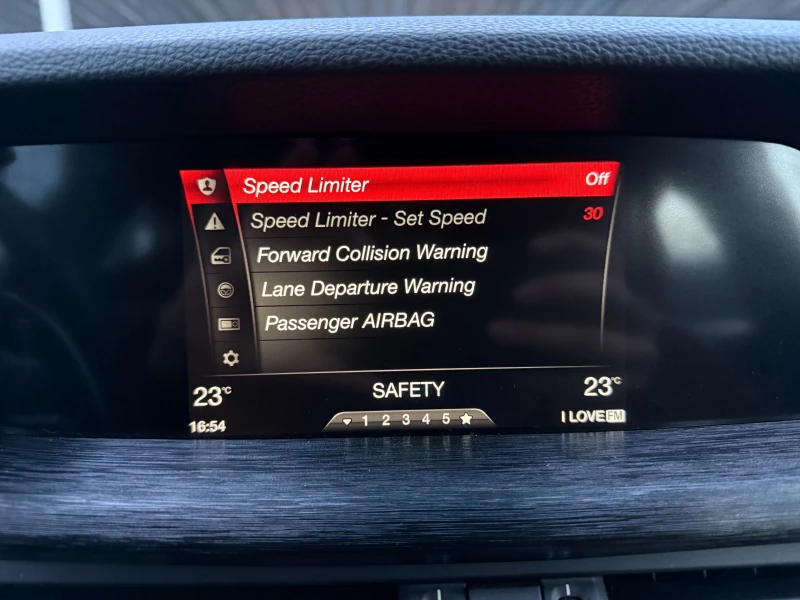 Speed Limiter Off
Speed Limiter - Set Speed 30
Forward Collision Warning
Lane Departure Warning
Passenger AIRBAG
23°C SAFETY 23°C
16:54 1 2 3 4 5 I LOVE FM